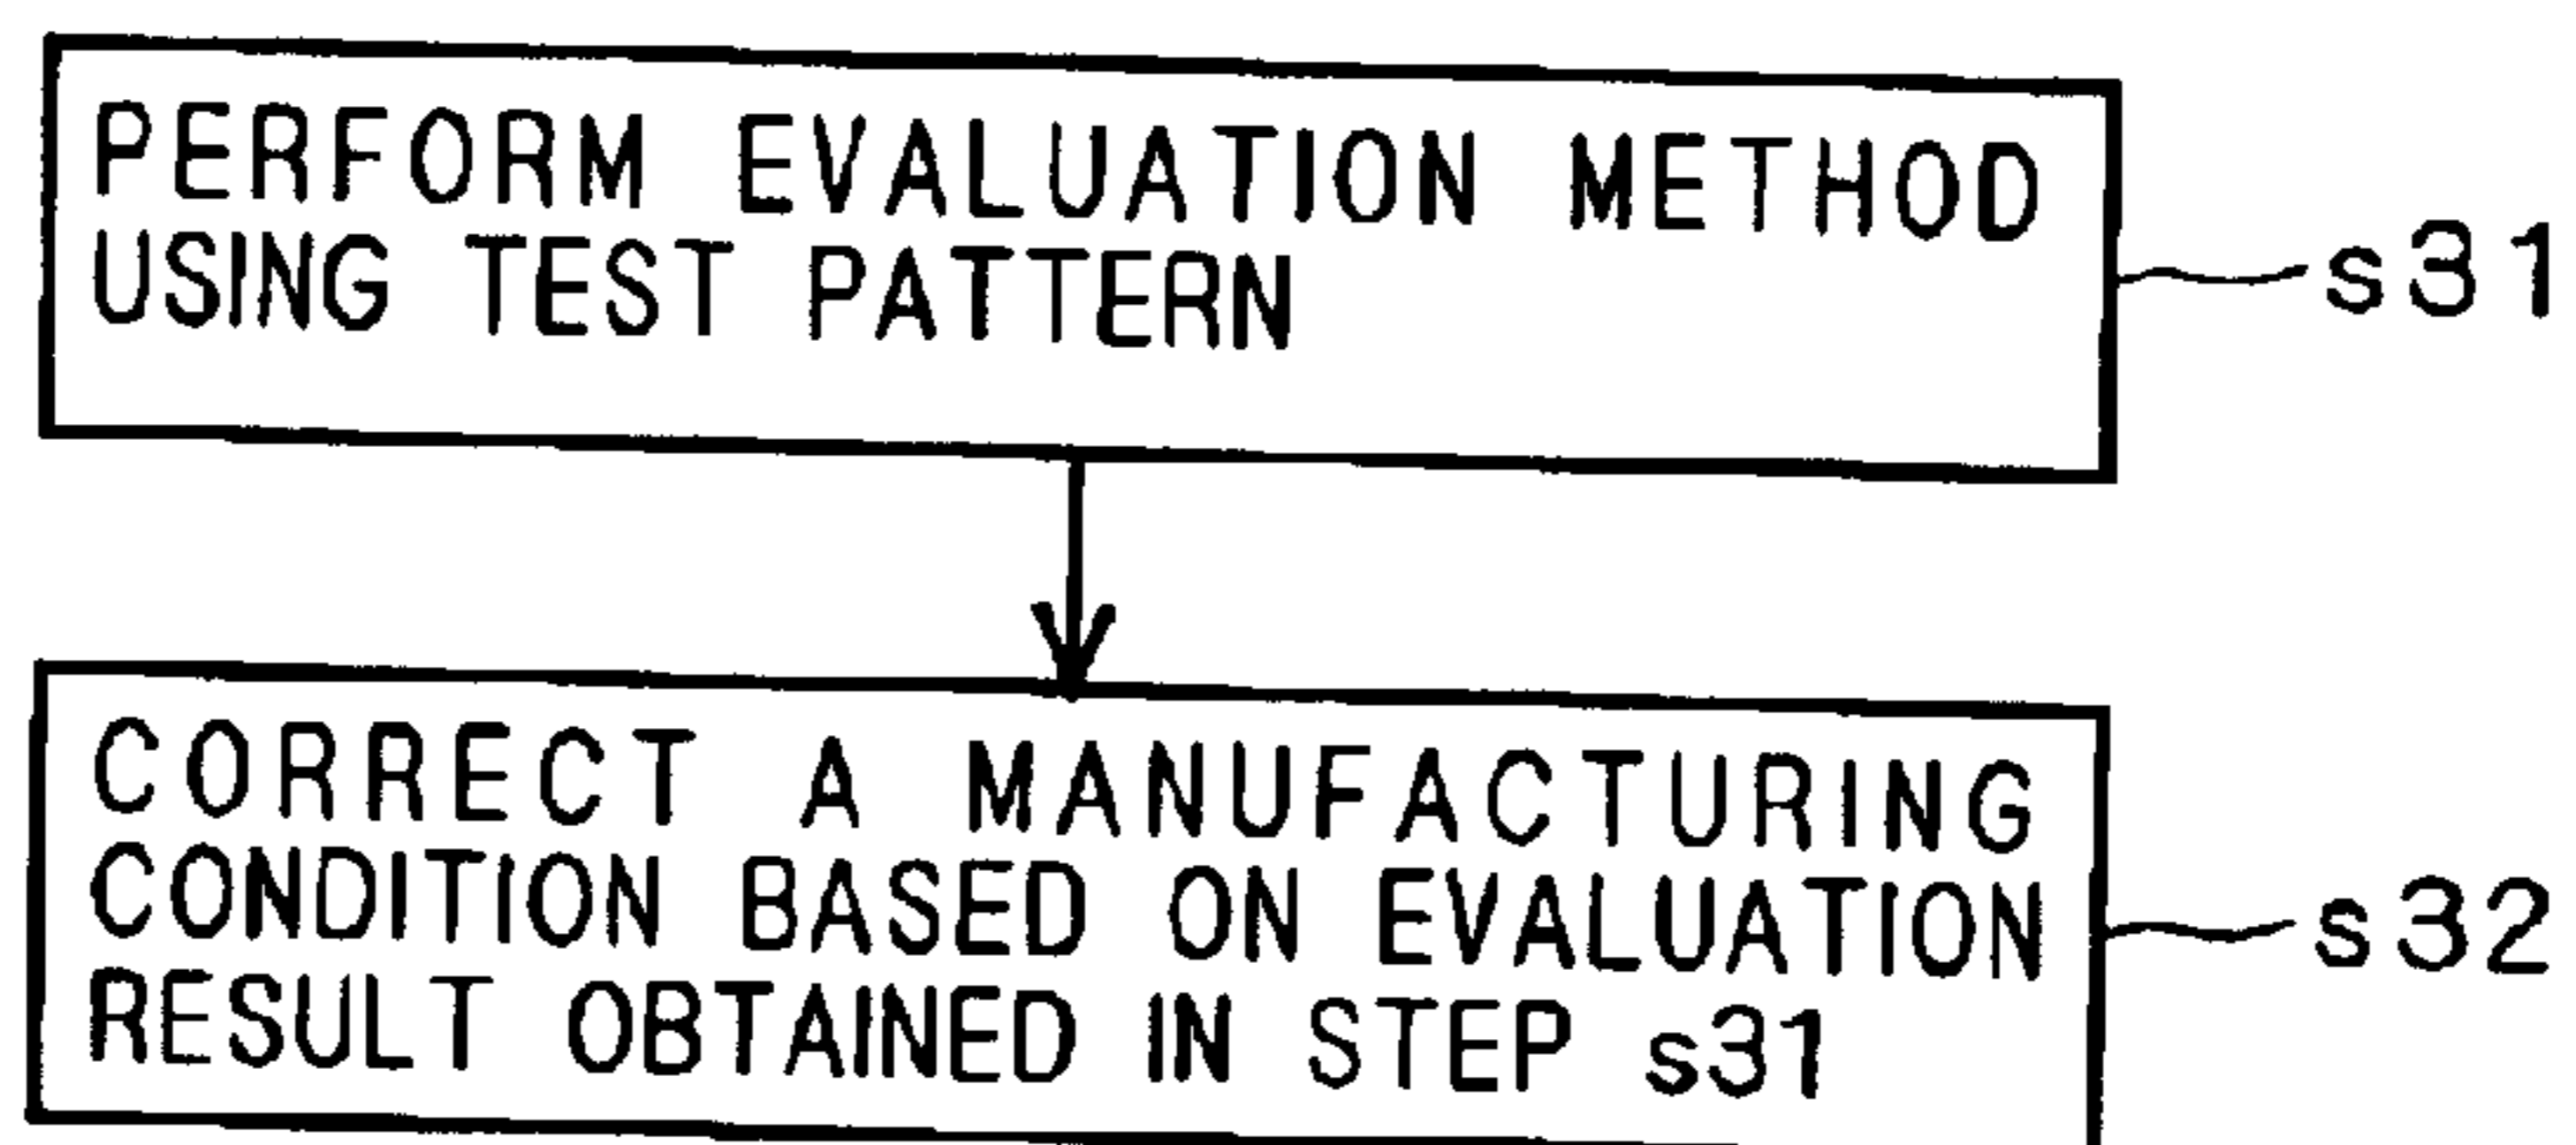 PERFORM EVALUATION METHOD
USING TEST PATTERN
s31
CORRECT A MANUFACTURING
CONDITION BASED ON EVALUATION
RESULT OBTAINED IN STEP s31
s32